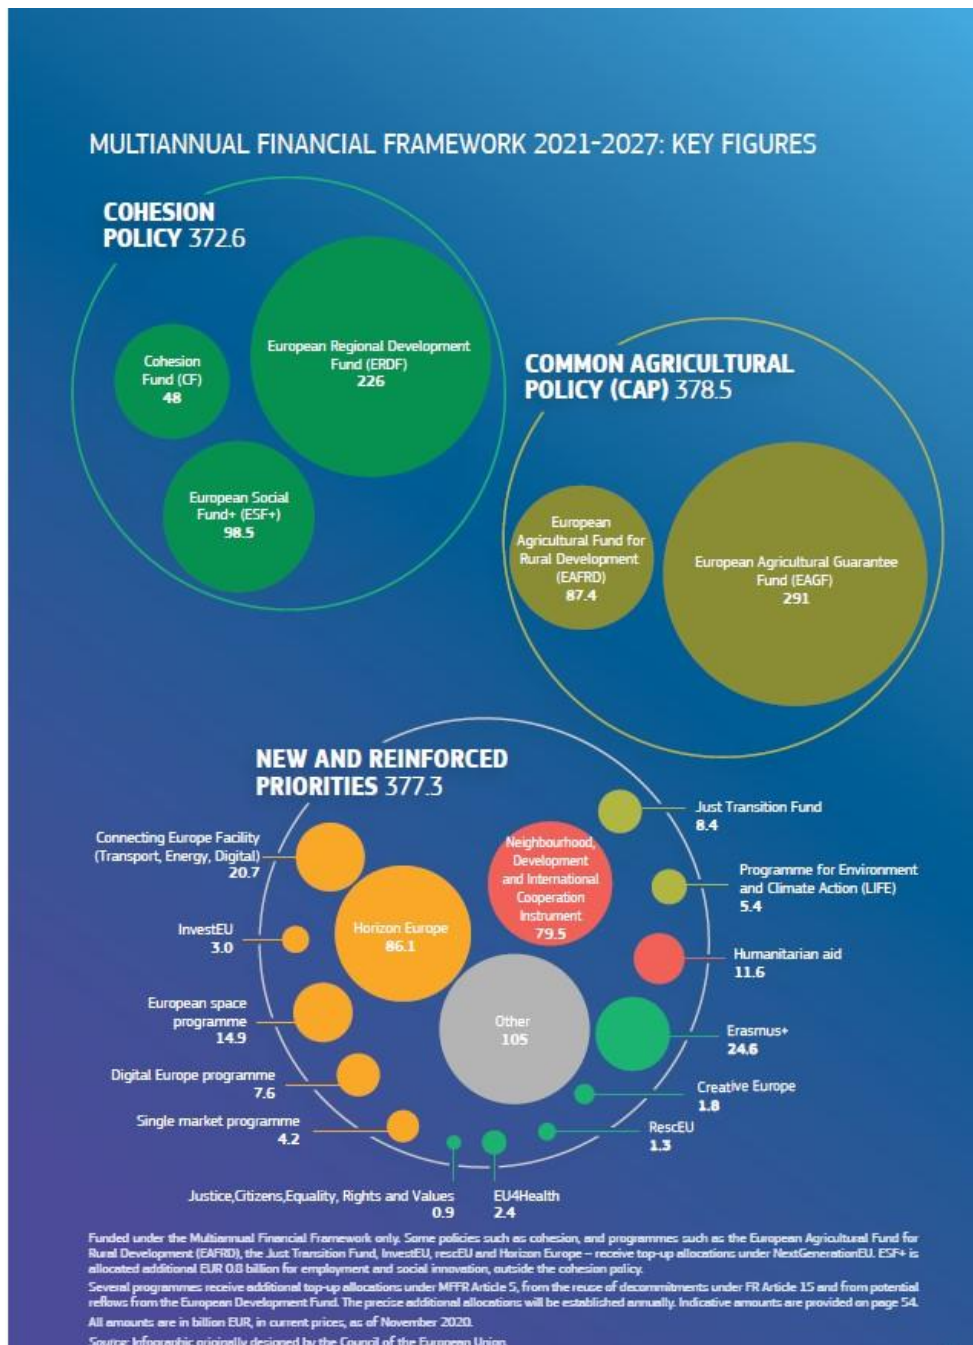 MULTIANNUAL FINANCIAL FRAMEWORK 2021-2027: KEY FIGURES
COHESION
POLICY 372.6
European Regional Development
Fund (ERDF)
226
Cohesion
Fund (CF)
48
European Social
Fund+ (ESF+)
98.5
COMMON AGRICULTURAL
POLICY (CAP) 378.5
European
Agricultural Fund for
Rural Development
(EAFRD)
87.4
European Agricultural Guarantee
Fund (EAGF)
291
NEW AND REINFORCED
PRIORITIES 377.3
Connecting Europe Facility
(Transport, Energy, Digital)
20.7
InvestEU
3.0
European space
programme
14.9
Digital Europe programme
7.6
Single market programme
4.2
Justice,Citizens,Equality, Rights and Values
0.9
Horizon Europe
86.1
Neighbourhood,
Development
and International
Cooperation
Instrument
79.5
Other
105
Just Transition Fund
8.4
Programme for Environment
and Climate Action (LIFE)
5.4
Humanitarian aid
11.6
Erasmus+
24.6
Creative Europe
1.8
RescEU
1.3
EU4Health
2.4
Funded under the Multiannual Financial Framework only. Some policies such as cohesion, and programmes such as the European Agricultural Fund for
Rural Development (EAFRD), the Just Transition Fund, InvestEU, rescEU and Horizon Europe – receive top-up allocations under NextGenerationEU. ESF+ is
allocated additional EUR 0.8 billion for employment and social innovation, outside the cohesion policy.
Several programmes receive additional top-up allocations under MFFR Article 5, from the reuse of decommitments under FR Article 15 and from potential
reflows from the European Development Fund. The precise additional allocations will be established annually. Indicative amounts are provided on page 54.
All amounts are in billion EUR, in current prices, as of November 2020.
Source: Infographic originally designed by the Council of the European Union.